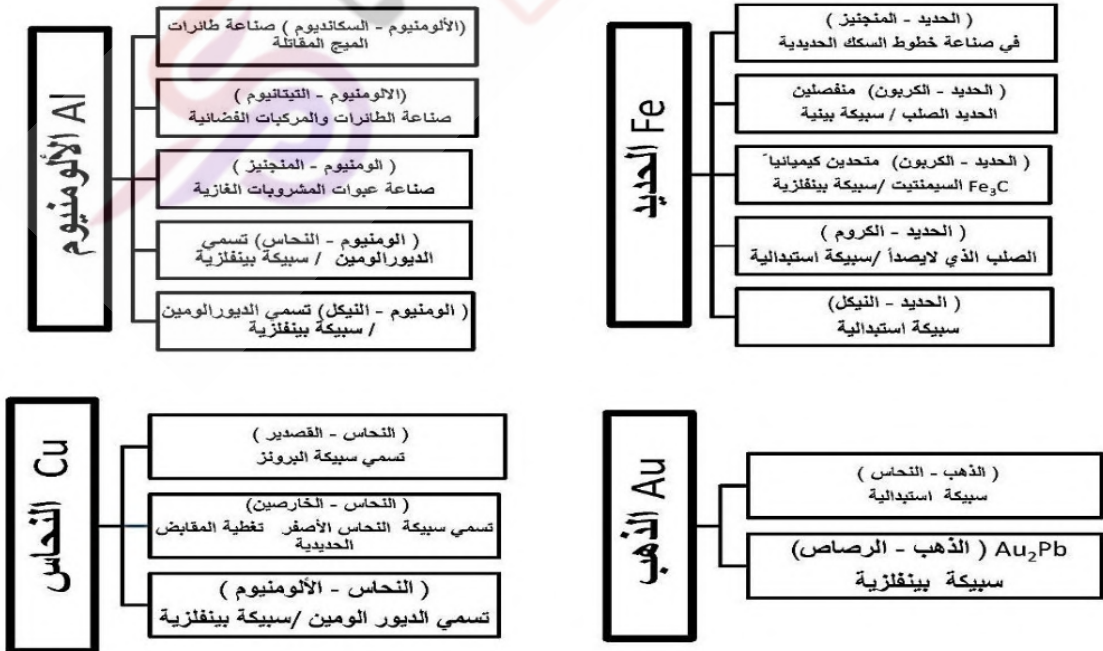 الحديد Fe
( الحديد - المنجنيز )
في صناعة خطوط السكك الحديدية
( الحديد - الكربون ) منفصلين
الحديد الصلب / سبيكة بينية
( الحديد - الكربون ) متحدين كيميائياً
Fe₃C السيمنتيت /سبيكة بينفلزية
( الحديد - الكروم )
الصلب الذي لايصدأ /سبيكة استبدالية
( الحديد - النيكل)
سبيكة استبدالية
الألومنيوم Al
(الألومنيوم - السكانديوم ) صناعة طائرات
الميج المقاتلة
(الالومنيوم - التيتانيوم )
صناعة الطائرات والمركبات الفضائية
( الومنيوم - المنجنيز )
صناعة عبوات المشروبات الغازية
( الومنيوم - النحاس) تسمي
الديورالومين / سبيكة بينفلزية
( الومنيوم - النيكل) تسمي الديورالومين
/ سبيكة بينفلزية
الذهب Au
( الذهب - النحاس )
سبيكة استبدالية
Au₂Pb ( الذهب - الرصاص)
سبيكة بينفلزية
النحاس Cu
( النحاس - القصدير )
تسمي سبيكة البرونز
(النحاس - الخارصين)
تسمي سبيكة النحاس الأصفر تغطية المقابض
الحديدية
( النحاس - الألومنيوم )
تسمي الديور الومين /سبيكة بينفلزية